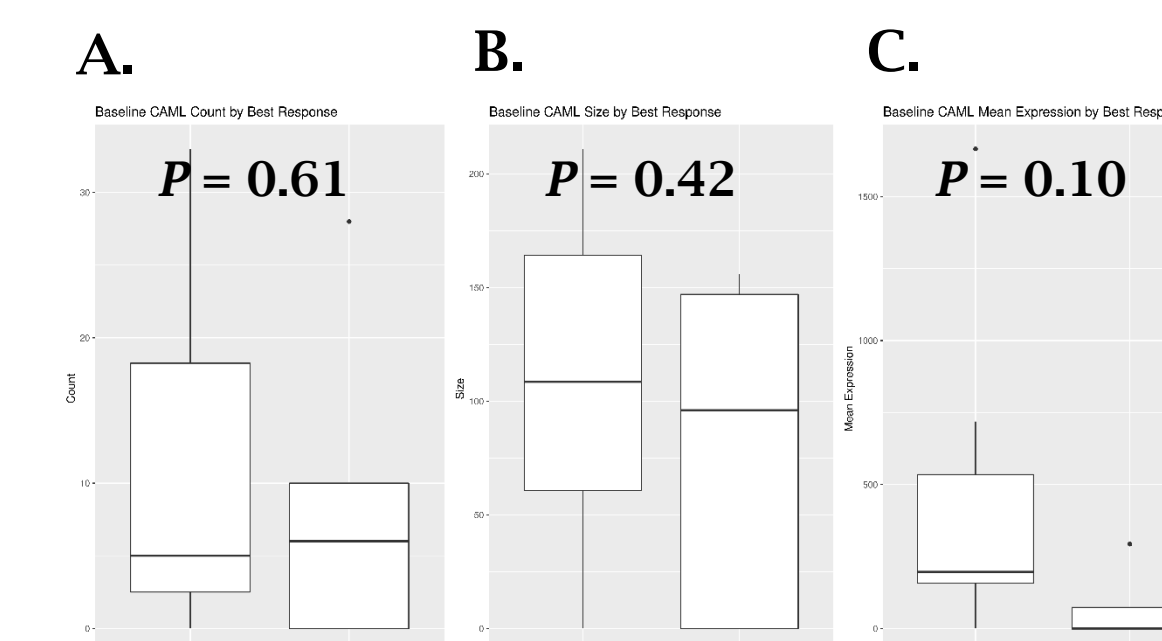 A.
Baseline CAML Count by Best Response
P = 0.61
30
20
10
0
Count
B.
Baseline CAML Size by Best Response
P = 0.42
200
150
100
50
0
Size
C.
Baseline CAML Mean Expression by Best Resp
P = 0.10
1500
1000
500
0
Mean Expression